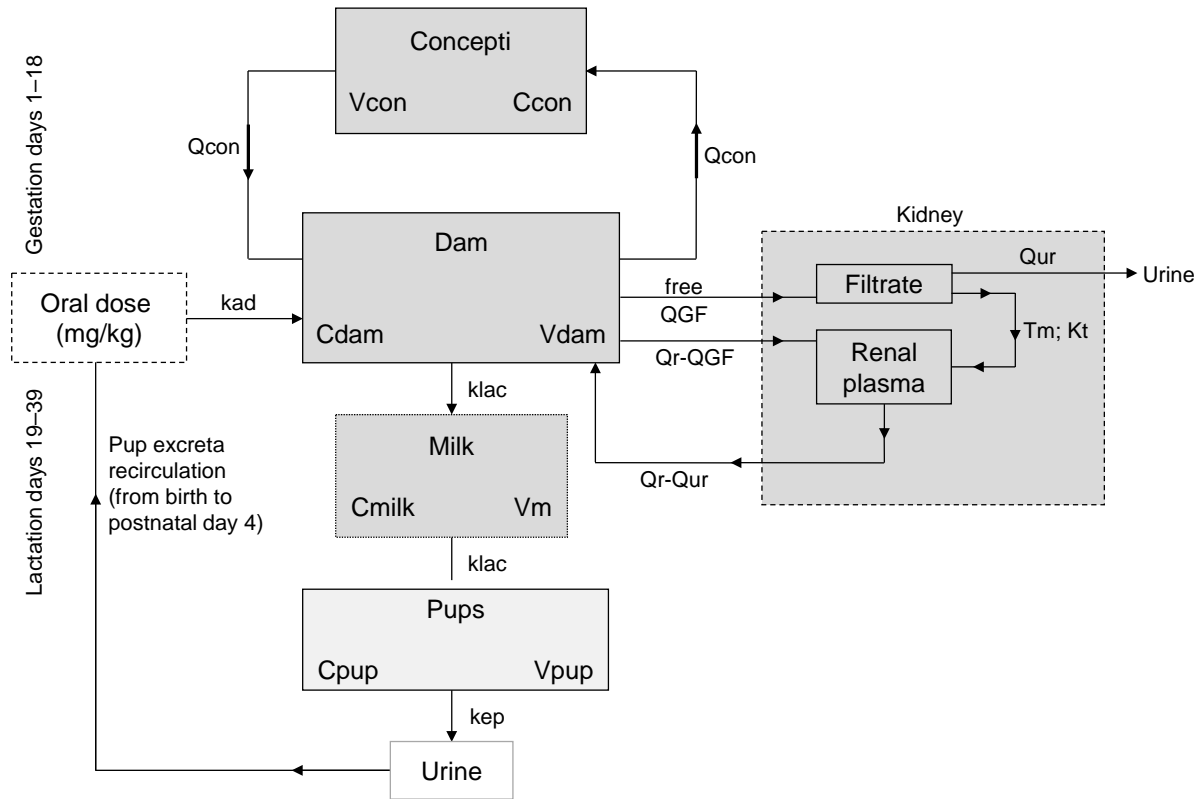 Gestation days 1–18
Concepti
Vcon
Ccon
Qcon
Qcon
Dam
Cdam
Vdam
Oral dose
(mg/kg)
kad
free
QGF
Qr-QGF
Kidney
Filtrate
Qur
Urine
Tm; Kt
Renal
plasma
Qr-Qur
klac
Lactation days 19–39
Pup excreta
recirculation
(from birth to
postnatal day 4)
Milk
Cmilk
Vm
klac
Pups
Cpup
Vpup
kep
Urine